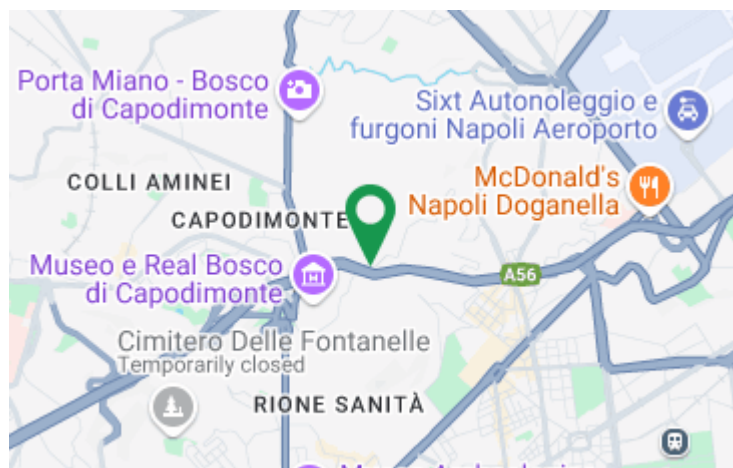 Porta Miano - Bosco
di Capodimonte
Sixt Autonoleggio e
furgoni Napoli Aeroporto
COLLI AMINEI
McDonald's
Napoli Doganella
CAPODIMONTE
Museo e Real Bosco
di Capodimonte
A56
Cimitero Delle Fontanelle
Temporarily closed
RIONE SANITÀ